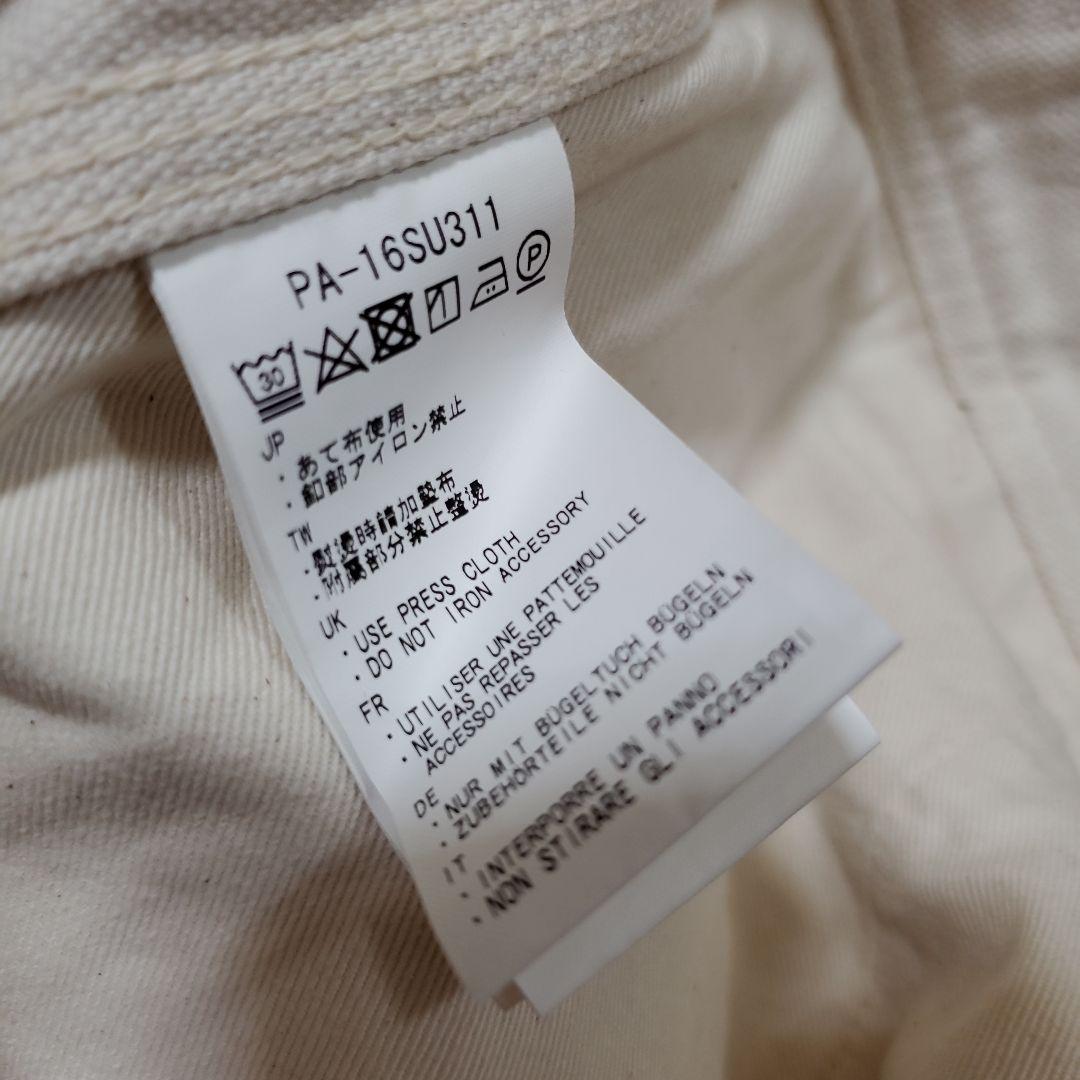 PA-16SU311
30
P
JP
・あて布使用
・釦部アイロン禁止
TW
・熨燙時請加墊布
・附屬部分禁止整燙
UK
・USE PRESS CLOTH
・DO NOT IRON ACCESSORY
FR
・UTILISER UNE PATTEMOUILLE
・NE PAS REPASSER LES
ACCESSOIRES
DE
・NUR MIT BÜGELTUCH BÜGELN
・ZUBEHÖRTEILE NICHT BÜGELN
IT
・INTERPORRE UN PANNO
・NON STIRARE GLI ACCESSORI